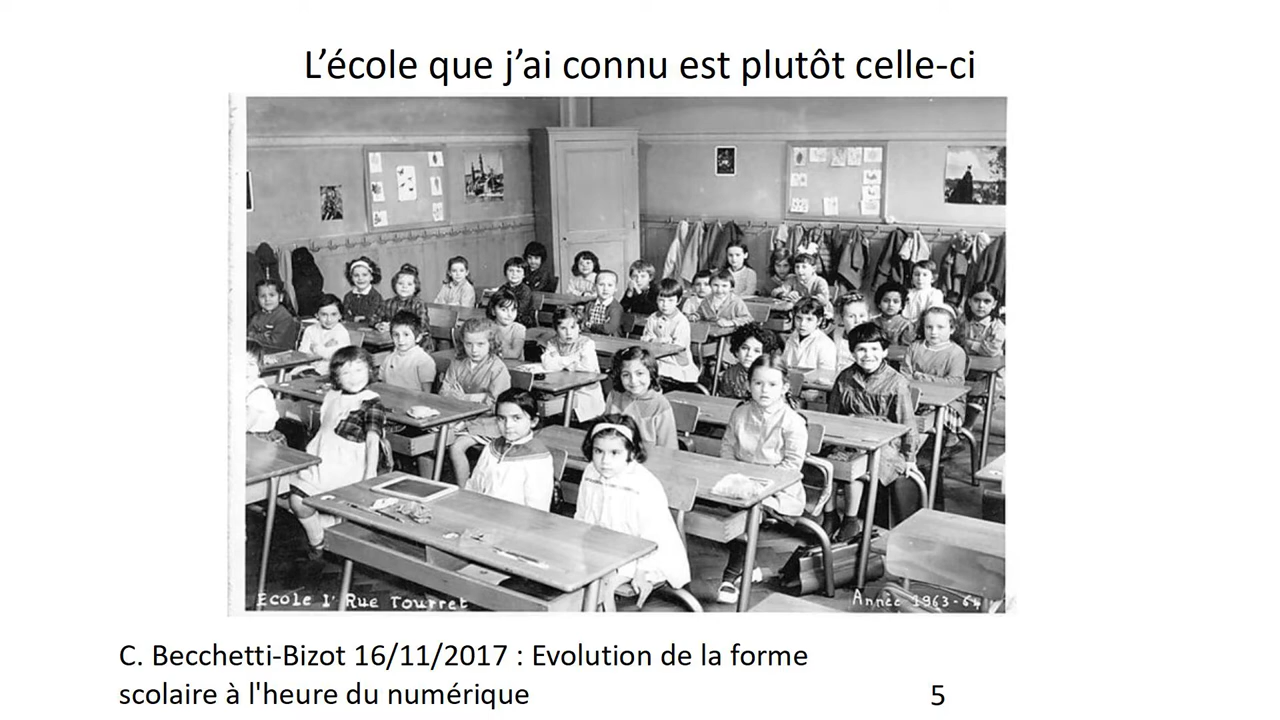 L’école que j’ai connu est plutôt celle-ci
Ecole 1' Rue Tourret
Année 1963-64
C. Becchetti-Bizot 16/11/2017 : Evolution de la forme
scolaire à l'heure du numérique
5